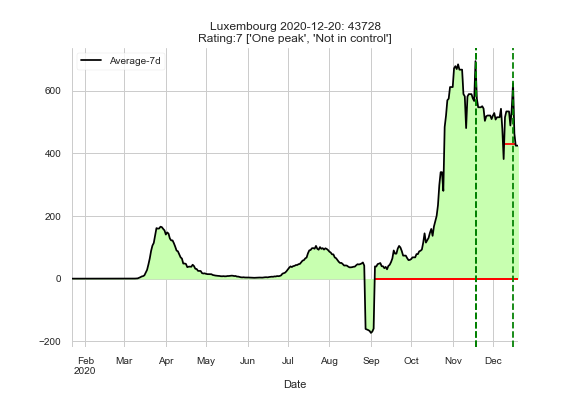 Luxembourg 2020-12-20: 43728
Rating:7 ['One peak', 'Not in control']
Average-7d
600
400
200
0
−200
Feb Mar Apr May Jun Jul Aug Sep Oct Nov Dec
2020
Date